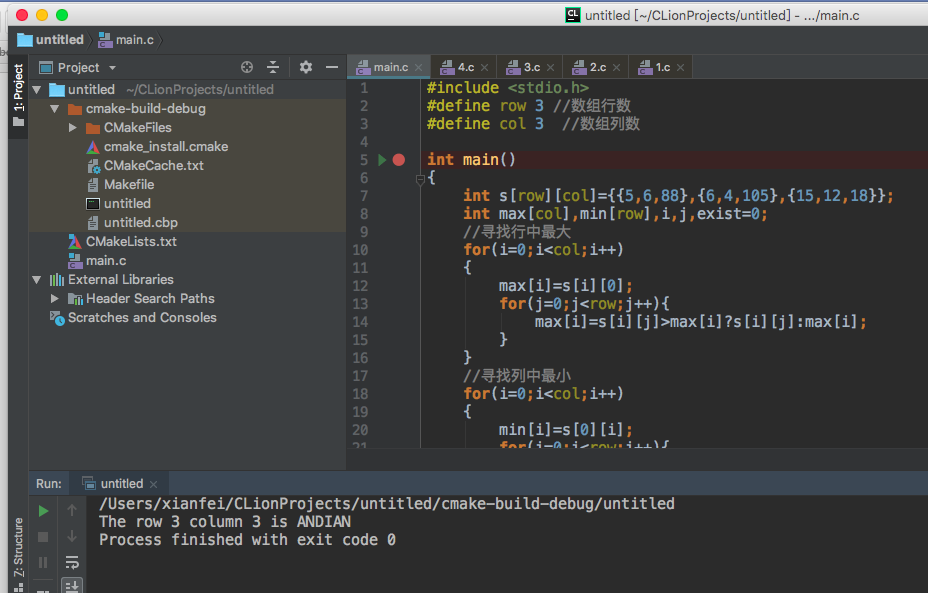 untitled [~/CLionProjects/untitled] - .../main.c
untitled
main.c
1: Project
Project
main.c
4.c
3.c
2.c
1.c
untitled ~/CLionProjects/untitled
cmake-build-debug
CMakeFiles
cmake_install.cmake
CMakeCache.txt
Makefile
untitled
untitled.cbp
CMakeLists.txt
main.c
External Libraries
Header Search Paths
Scratches and Consoles
1 #include <stdio.h>
2 #define row 3 //数组行数
3 #define col 3  //数组列数
4
5 int main()
6 {
7 int s[row][col]={{5,6,88},{6,4,105},{15,12,18}};
8 int max[col],min[row],i,j,exist=0;
9 //寻找行中最大
10 for(i=0;i<col;i++)
11 {
12 max[i]=s[i][0];
13 for(j=0;j<row;j++){
14 max[i]=s[i][j]>max[i]?s[i][j]:max[i];
15 }
16 }
17 //寻找列中最小
18 for(i=0;i<col;i++)
19 {
20 min[i]=s[0][i];
Run: untitled
/Users/xianfei/CLionProjects/untitled/cmake-build-debug/untitled
The row 3 column 3 is ANDIAN
Process finished with exit code 0
7: Structure